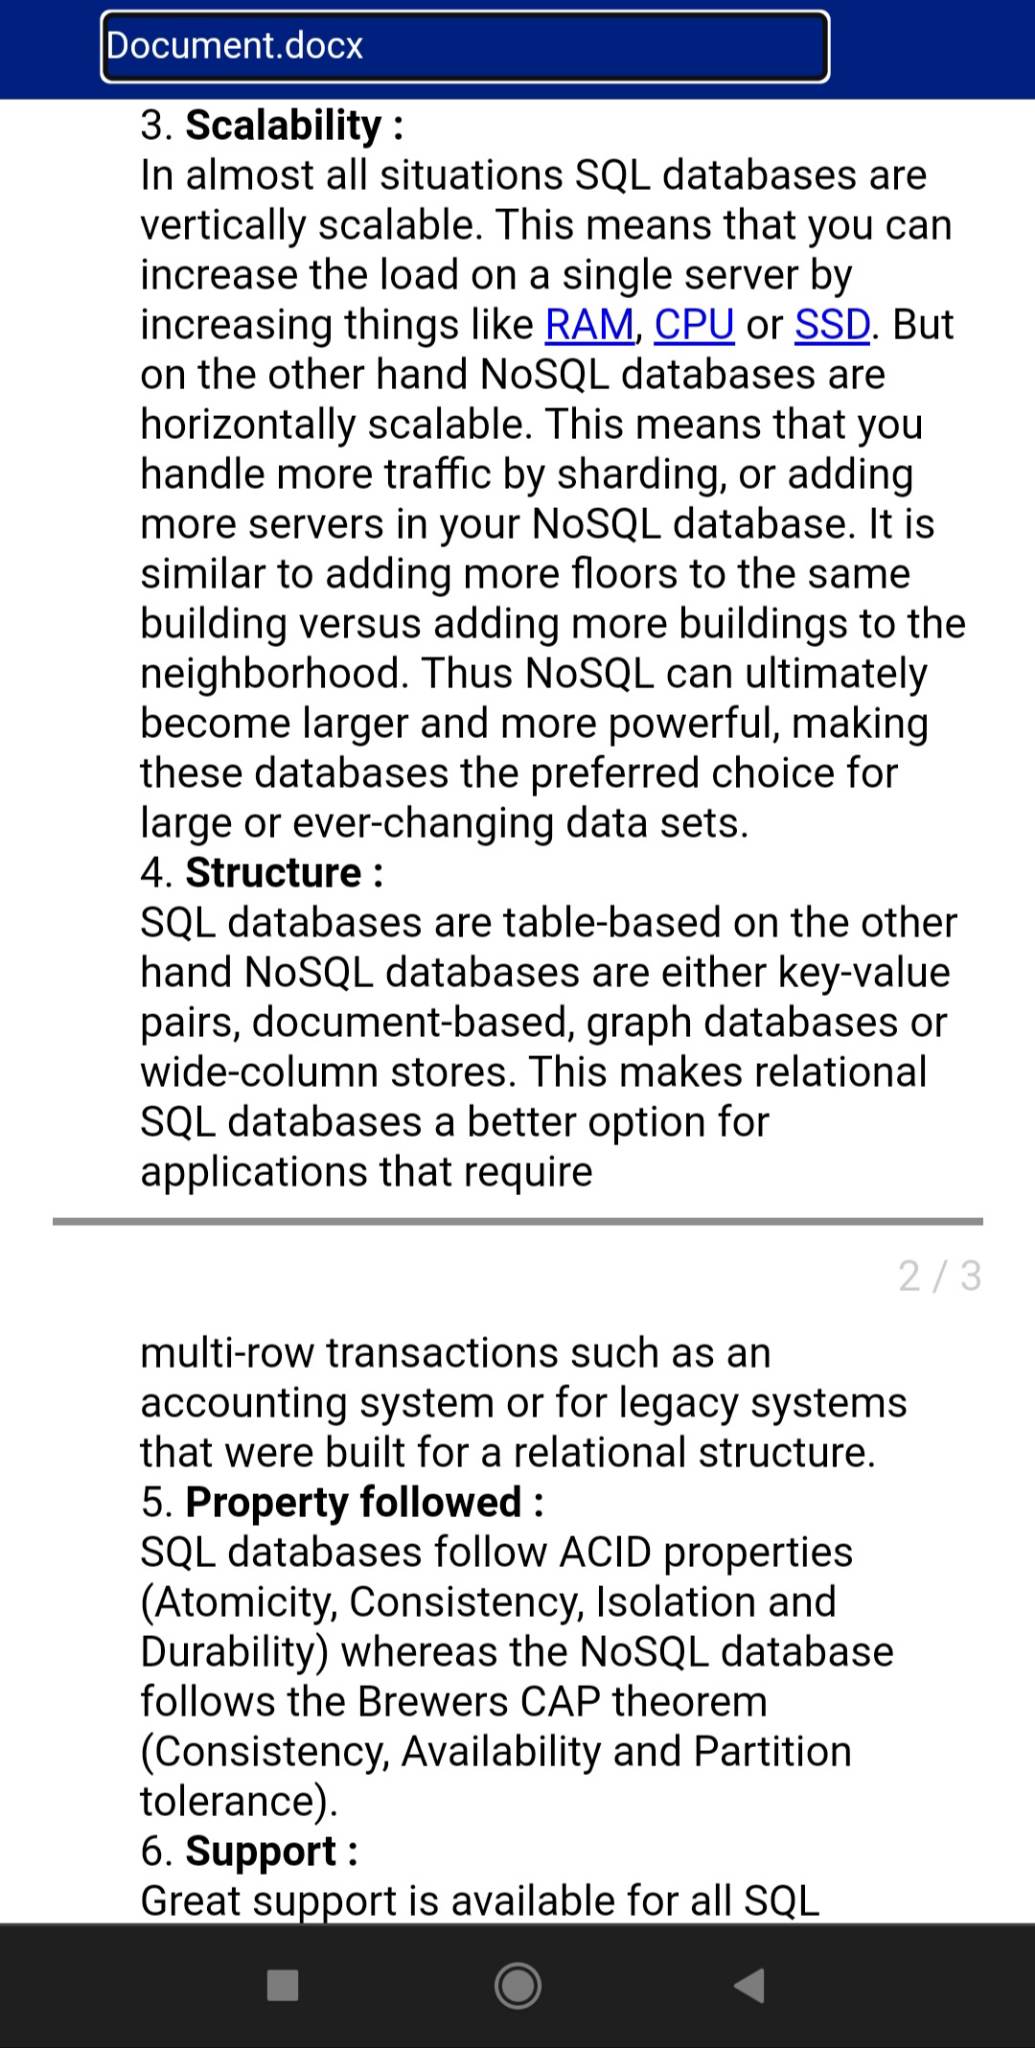 Document.docx
3. Scalability :
In almost all situations SQL databases are
vertically scalable. This means that you can
increase the load on a single server by
increasing things like RAM, CPU or SSD. But
on the other hand NoSQL databases are
horizontally scalable. This means that you
handle more traffic by sharding, or adding
more servers in your NoSQL database. It is
similar to adding more floors to the same
building versus adding more buildings to the
neighborhood. Thus NoSQL can ultimately
become larger and more powerful, making
these databases the preferred choice for
large or ever-changing data sets.
4. Structure :
SQL databases are table-based on the other
hand NoSQL databases are either key-value
pairs, document-based, graph databases or
wide-column stores. This makes relational
SQL databases a better option for
applications that require
2 / 3
multi-row transactions such as an
accounting system or for legacy systems
that were built for a relational structure.
5. Property followed :
SQL databases follow ACID properties
(Atomicity, Consistency, Isolation and
Durability) whereas the NoSQL database
follows the Brewers CAP theorem
(Consistency, Availability and Partition
tolerance).
6. Support :
Great support is available for all SQL